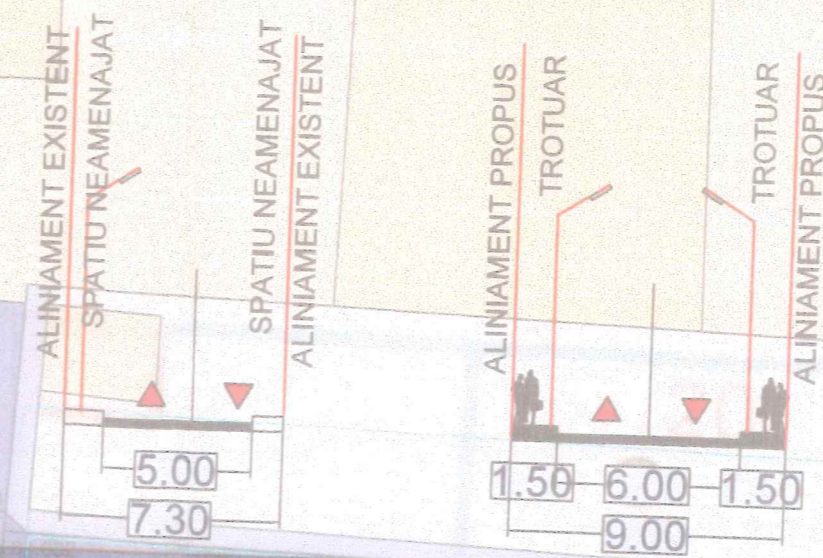 ALINIAMENT EXISTENT
SPATIU NEAMENAJAT
SPATIU NEAMENAJAT
ALINIAMENT EXISTENT
5.00
7.30
ALINIAMENT PROPUS
TROTUAR
TROTUAR
ALINIAMENT PROPUS
1.50
6.00
1.50
9.00